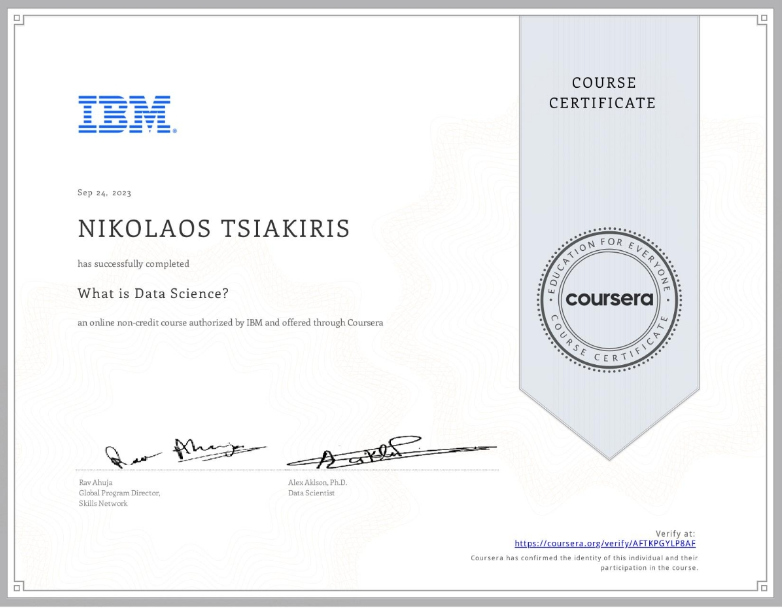 COURSE
CERTIFICATE
IBM®
Sep 24, 2023
NIKOLAOS TSIAKIRIS
has successfully completed
What is Data Science?
an online non-credit course authorized by IBM and offered through Coursera
EDUCATION FOR EVERYONE
coursera
COURSE CERTIFICATE
Rav Ahuja
Global Program Director,
Skills Network
Alex Aklson, Ph.D.
Data Scientist
Verify at:
https://coursera.org/verify/AFTKPGYLP8AF
Coursera has confirmed the identity of this individual and their
participation in the course.